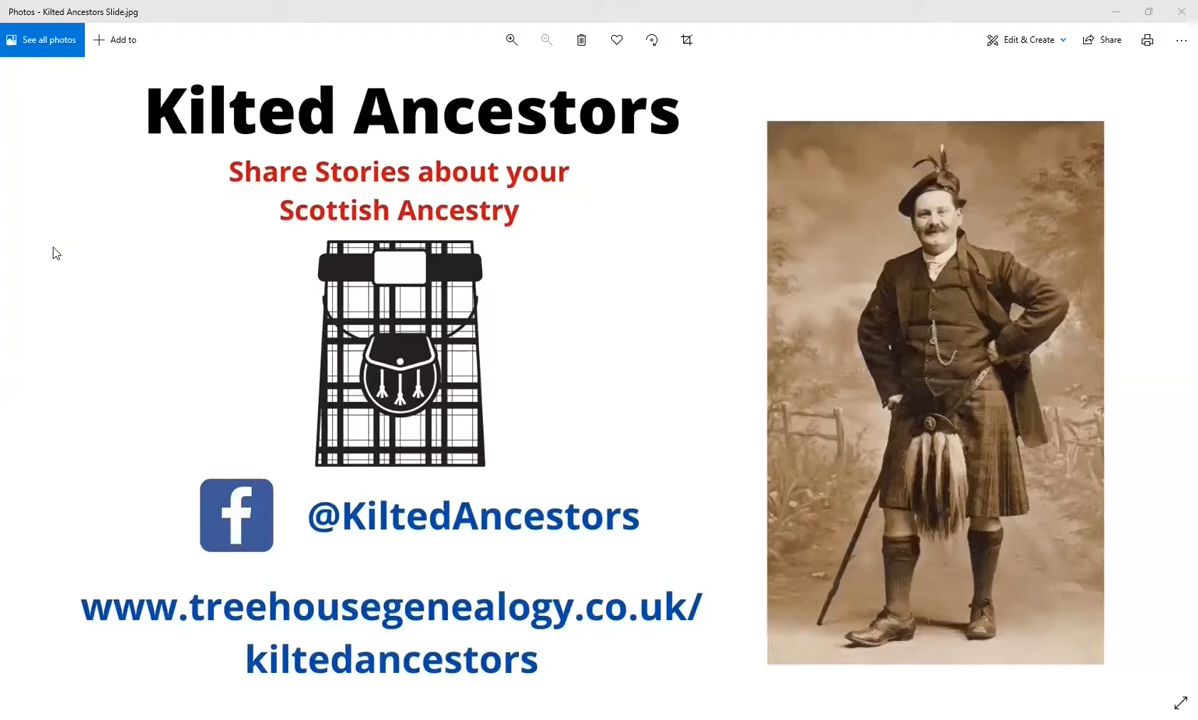 Photos - Kilted Ancestors Slide.jpg
See all photos
Add to
Edit & Create
Share
Kilted Ancestors
Share Stories about your
Scottish Ancestry
@KiltedAncestors
www.treehousegenealogy.co.uk/
kiltedancestors